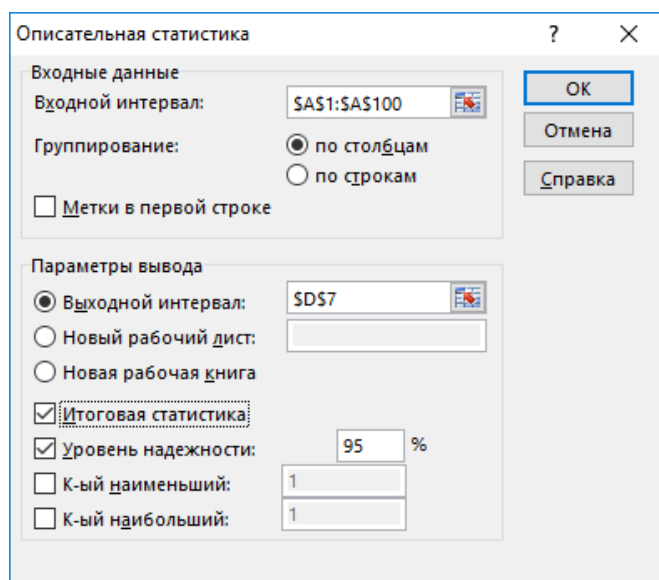 Описательная статистика ? ×
Входные данные
Входной интервал: $A$1:$A$100
Группирование: по столбцам
по строкам
Метки в первой строке
OK
Отмена
Справка
Параметры вывода
Выходной интервал: $D$7
Новый рабочий лист:
Новая рабочая книга
Итоговая статистика
Уровень надежности: 95 %
К-ый наименьший: 1
К-ый наибольший: 1